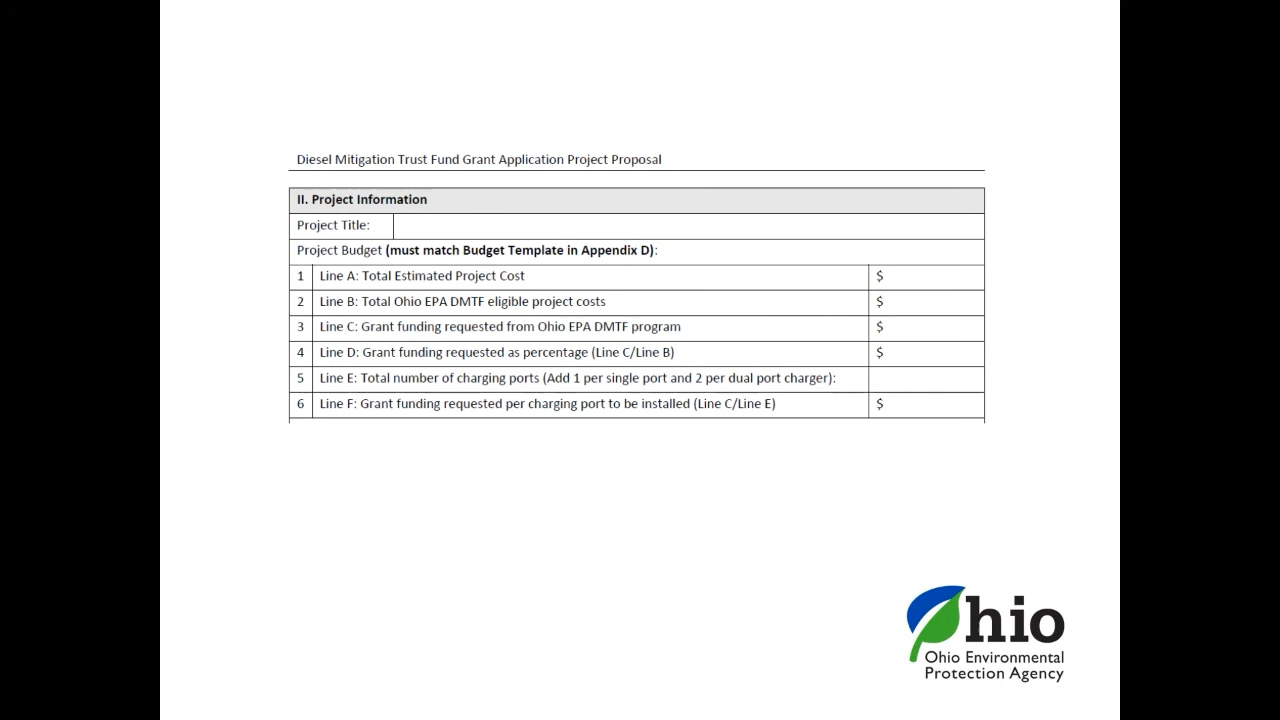 Diesel Mitigation Trust Fund Grant Application Project Proposal
II. Project Information
Project Title:
Project Budget (must match Budget Template in Appendix D):
1 Line A: Total Estimated Project Cost $
2 Line B: Total Ohio EPA DMTF eligible project costs $
3 Line C: Grant funding requested from Ohio EPA DMTF program $
4 Line D: Grant funding requested as percentage (Line C/Line B) $
5 Line E: Total number of charging ports (Add 1 per single port and 2 per dual port charger):
6 Line F: Grant funding requested per charging port to be installed (Line C/Line E) $
Ohio
Ohio Environmental
Protection Agency